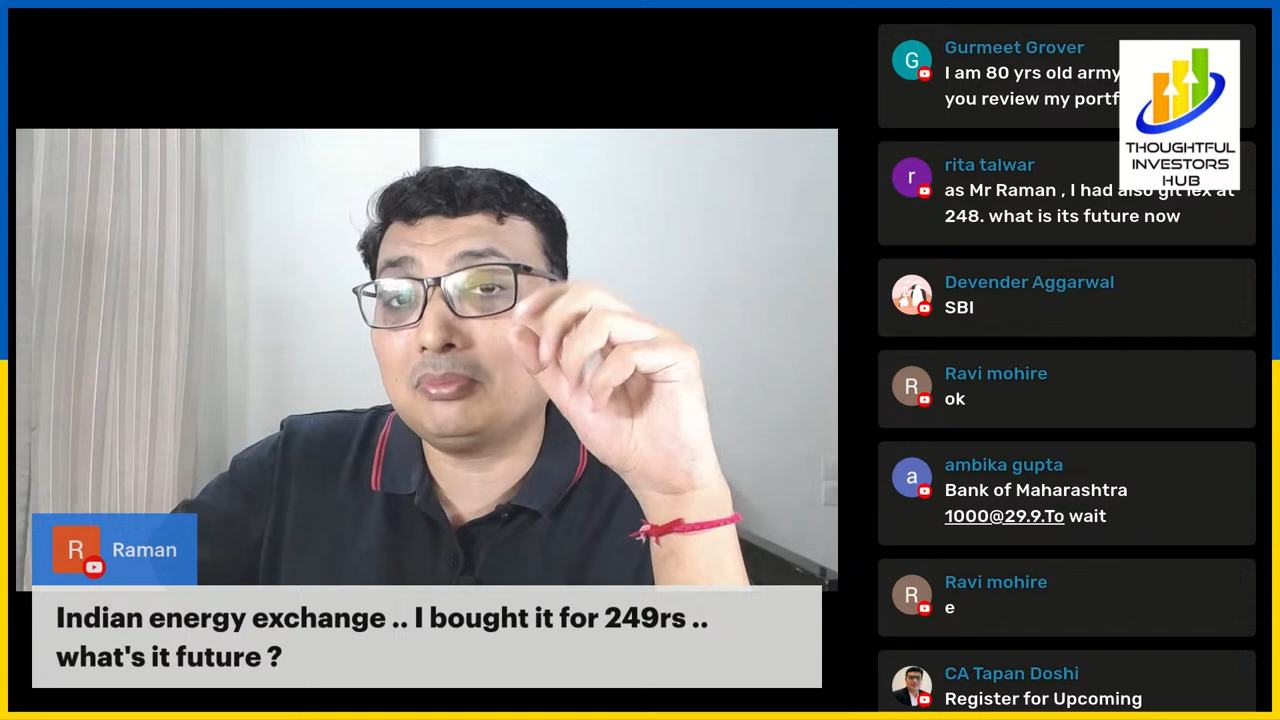 Gurmeet Grover
I am 80 yrs old army
you review my portf
THOUGHTFUL
INVESTORS
HUB
rita talwar
as Mr Raman , I had also git iex at
248. what is its future now
Devender Aggarwal
SBI
Ravi mohire
ok
ambika gupta
Bank of Maharashtra
1000@29.9.To wait
Ravi mohire
e
CA Tapan Doshi
Register for Upcoming
Raman
Indian energy exchange .. I bought it for 249rs ..
what's it future ?
G
r
R
a
R
R